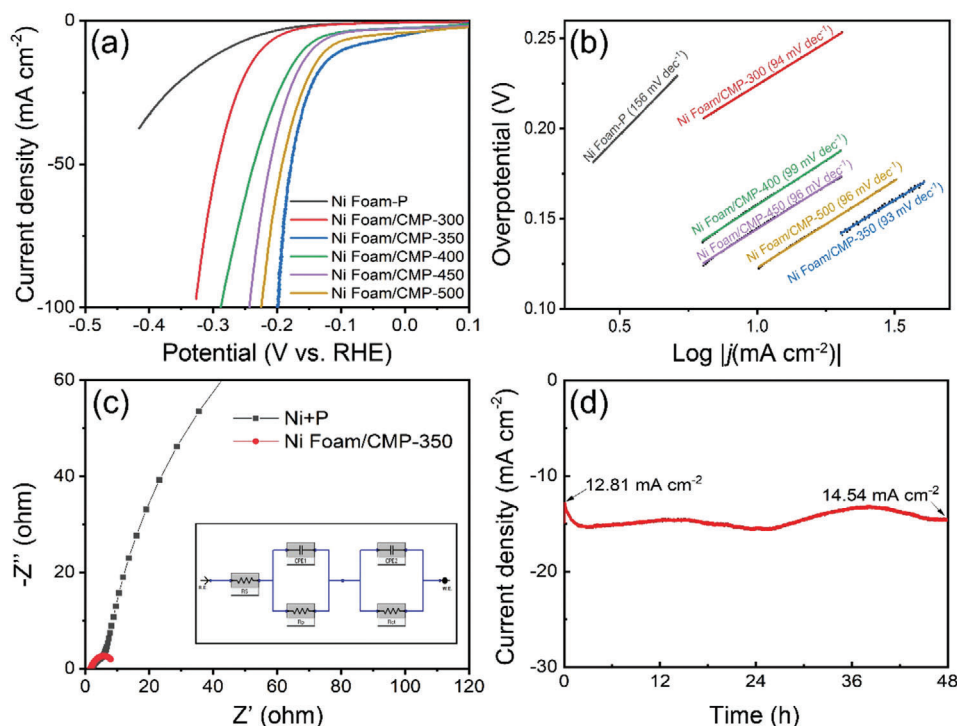 (a)
Current density (mA cm⁻²)
0
-50
-100
-0.5
-0.4
-0.3
-0.2
-0.1
0.0
0.1
Potential (V vs. RHE)
Ni Foam-P
Ni Foam/CMP-300
Ni Foam/CMP-350
Ni Foam/CMP-400
Ni Foam/CMP-450
Ni Foam/CMP-500
(b)
Overpotential (V)
0.25
0.20
0.15
0.10
0.5
1.0
1.5
Log |j(mA cm⁻²)|
Ni Foam-P (156 mV dec⁻¹)
Ni Foam/CMP-300 (94 mV dec⁻¹)
Ni Foam/CMP-400 (99 mV dec⁻¹)
Ni Foam/CMP-450 (96 mV dec⁻¹)
Ni Foam/CMP-500 (96 mV dec⁻¹)
Ni Foam/CMP-350 (93 mV dec⁻¹)
(c)
-Z'' (ohm)
60
40
20
0
0
20
40
60
80
100
120
Z' (ohm)
Ni+P
Ni Foam/CMP-350
CPE1
CPE2
R.E.
RS
W.E.
Rct
(d)
Current density (mA cm⁻²)
0
-10
-20
-30
0
12
24
36
48
Time (h)
12.81 mA cm⁻²
14.54 mA cm⁻²